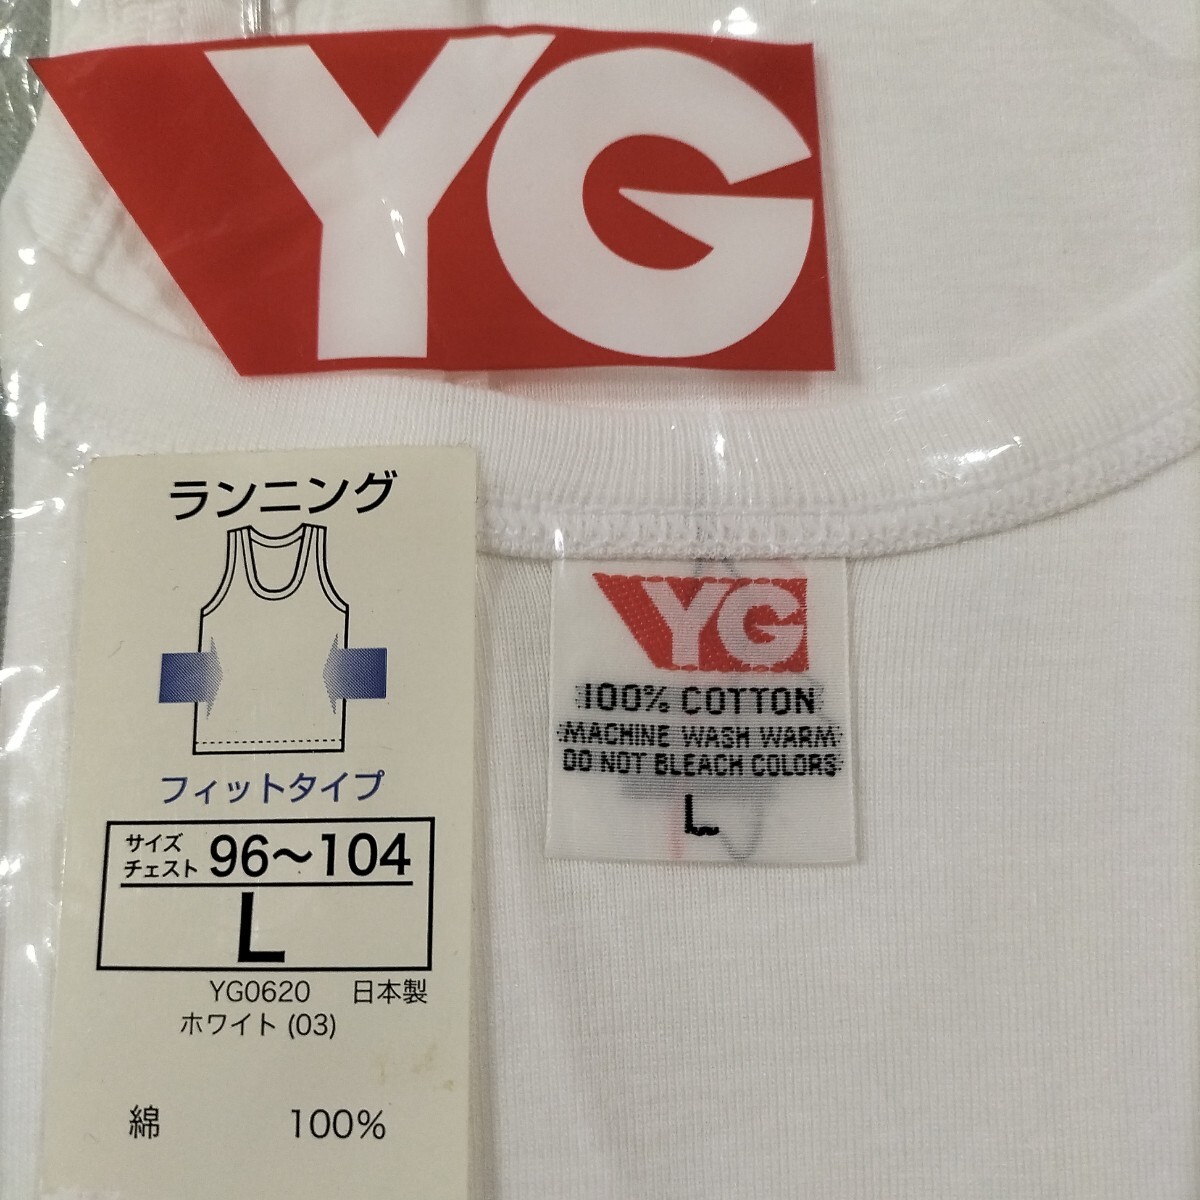 YG
ランニング
フィットタイプ
サイズ
チェスト 96～104
L
YG0620 日本製
ホワイト (03)
綿 100%
YG
100% COTTON
MACHINE WASH WARM
DO NOT BLEACH COLORS
L